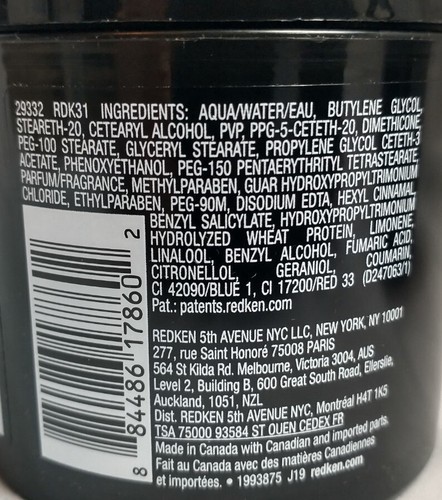 29332 RDK31 INGREDIENTS: AQUA/WATER/EAU, BUTYLENE GLYCOL,
STEARETH-20, CETEARYL ALCOHOL, PVP, PPG-5-CETETH-20, DIMETHICONE,
PEG-100 STEARATE, GLYCERYL STEARATE, PROPYLENE GLYCOL CETETH-3
ACETATE, PHENOXYETHANOL, PEG-150 PENTAERYTHRITYL TETRASTEARATE,
PARFUM/FRAGRANCE, METHYLPARABEN, GUAR HYDROXYPROPYLTRIMONIUM
CHLORIDE, ETHYLPARABEN, PEG-90M, DISODIUM EDTA, HEXYL CINNAMAL,
BENZYL SALICYLATE, HYDROXYPROPYLTRIMONIUM
HYDROLYZED WHEAT PROTEIN, LIMONENE,
LINALOOL, BENZYL ALCOHOL, FUMARIC ACID,
CITRONELLOL, GERANIOL, COUMARIN,
CI 42090/BLUE 1, CI 17200/RED 33 (D247063/1)
Pat.: patents.redken.com
REDKEN 5th AVENUE NYC LLC, NEW YORK, NY 10001
277, rue Saint Honoré 75008 PARIS
564 St Kilda Rd. Melbourne, Victoria 3004, AUS
Level 2, Building B, 600 Great South Road, Ellerslie,
Auckland, 1051, NZL
Dist. REDKEN 5th AVENUE NYC, Montréal H4T 1K5
TSA 75000 93584 ST OUEN CEDEX FR
Made in Canada with Canadian and imported parts.
Fait au Canada avec des matières Canadiennes
et importées. • 1993875 J19 redken.com
8 84486 17860 2